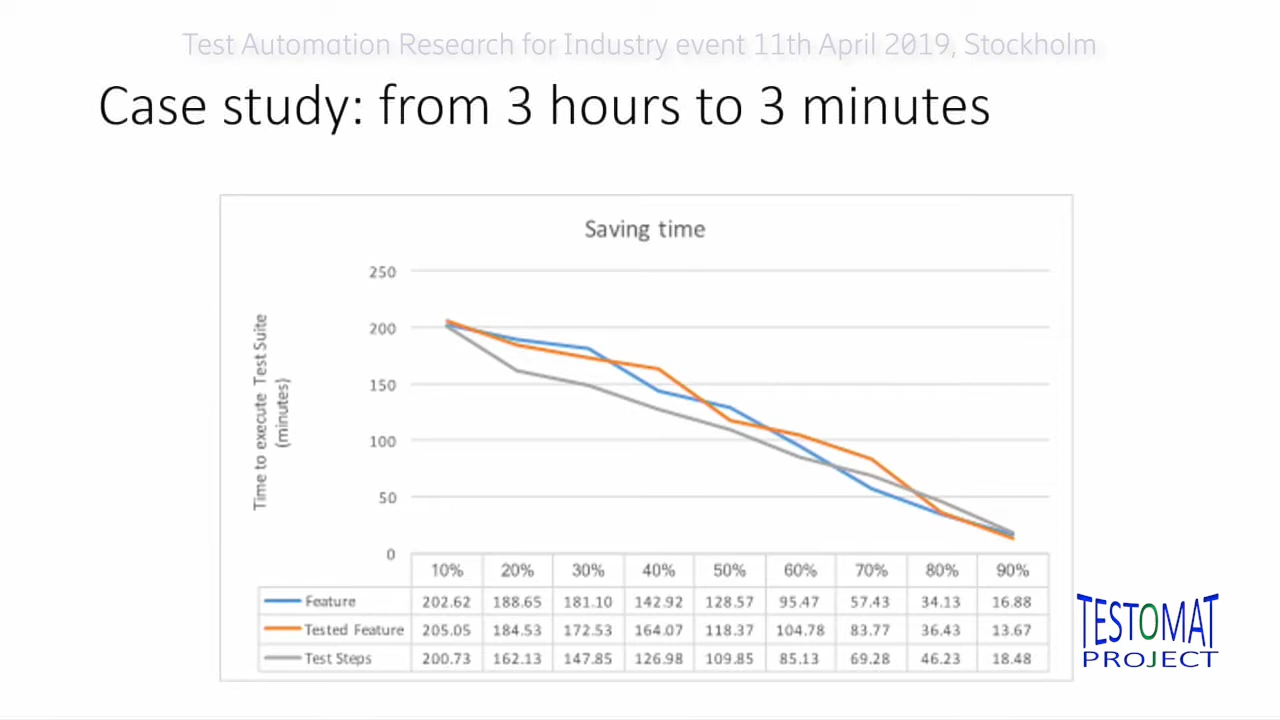 Test Automation Research for Industry event 11th April 2019, Stockholm
Case study: from 3 hours to 3 minutes
Saving time
Time to execute Test Suite
(minutes)
250
200
150
100
50
0
10% 20% 30% 40% 50% 60% 70% 80% 90%
Feature 202.62 188.65 181.10 142.92 128.57 95.47 57.43 34.13 16.88
Tested Feature 205.05 184.53 172.53 164.07 118.37 104.78 83.77 36.43 13.67
Test Steps 200.73 162.13 147.85 126.98 109.85 85.13 69.28 46.23 18.48
TESTOMAT
PROJECT